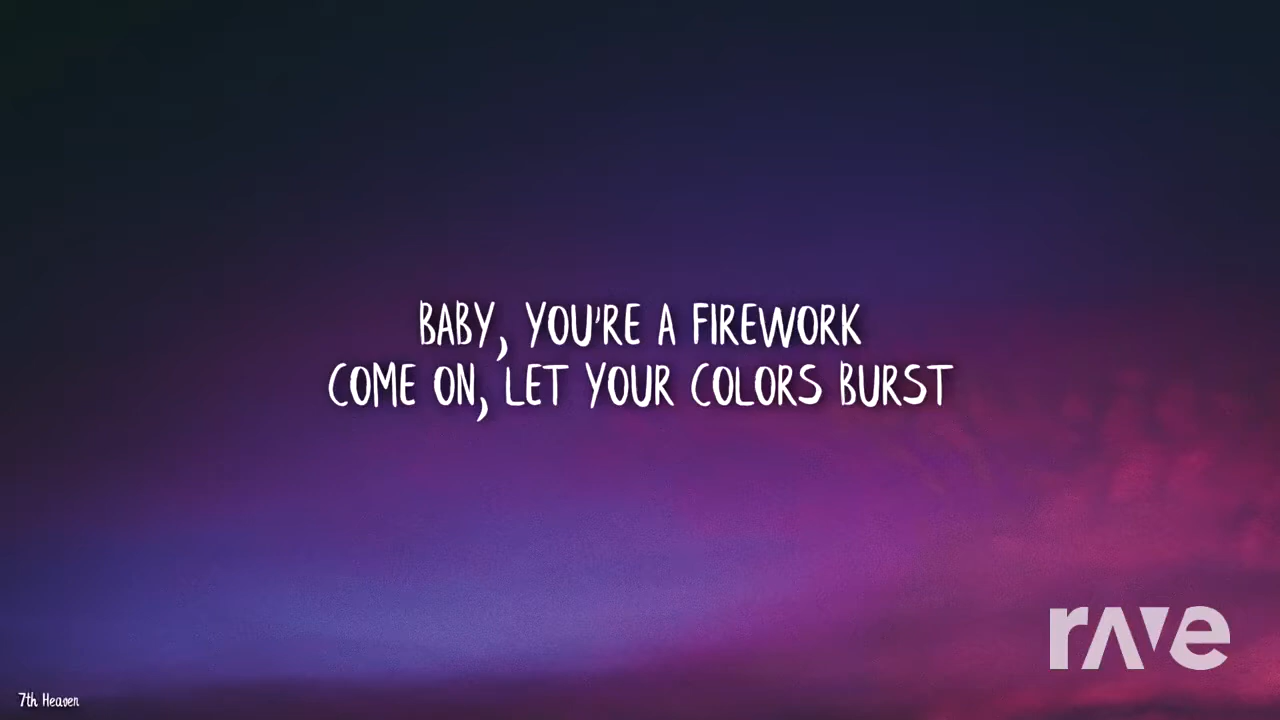 BABY, YOU'RE A FIREWORK
COME ON, LET YOUR COLORS BURST
rave
7th Heaven